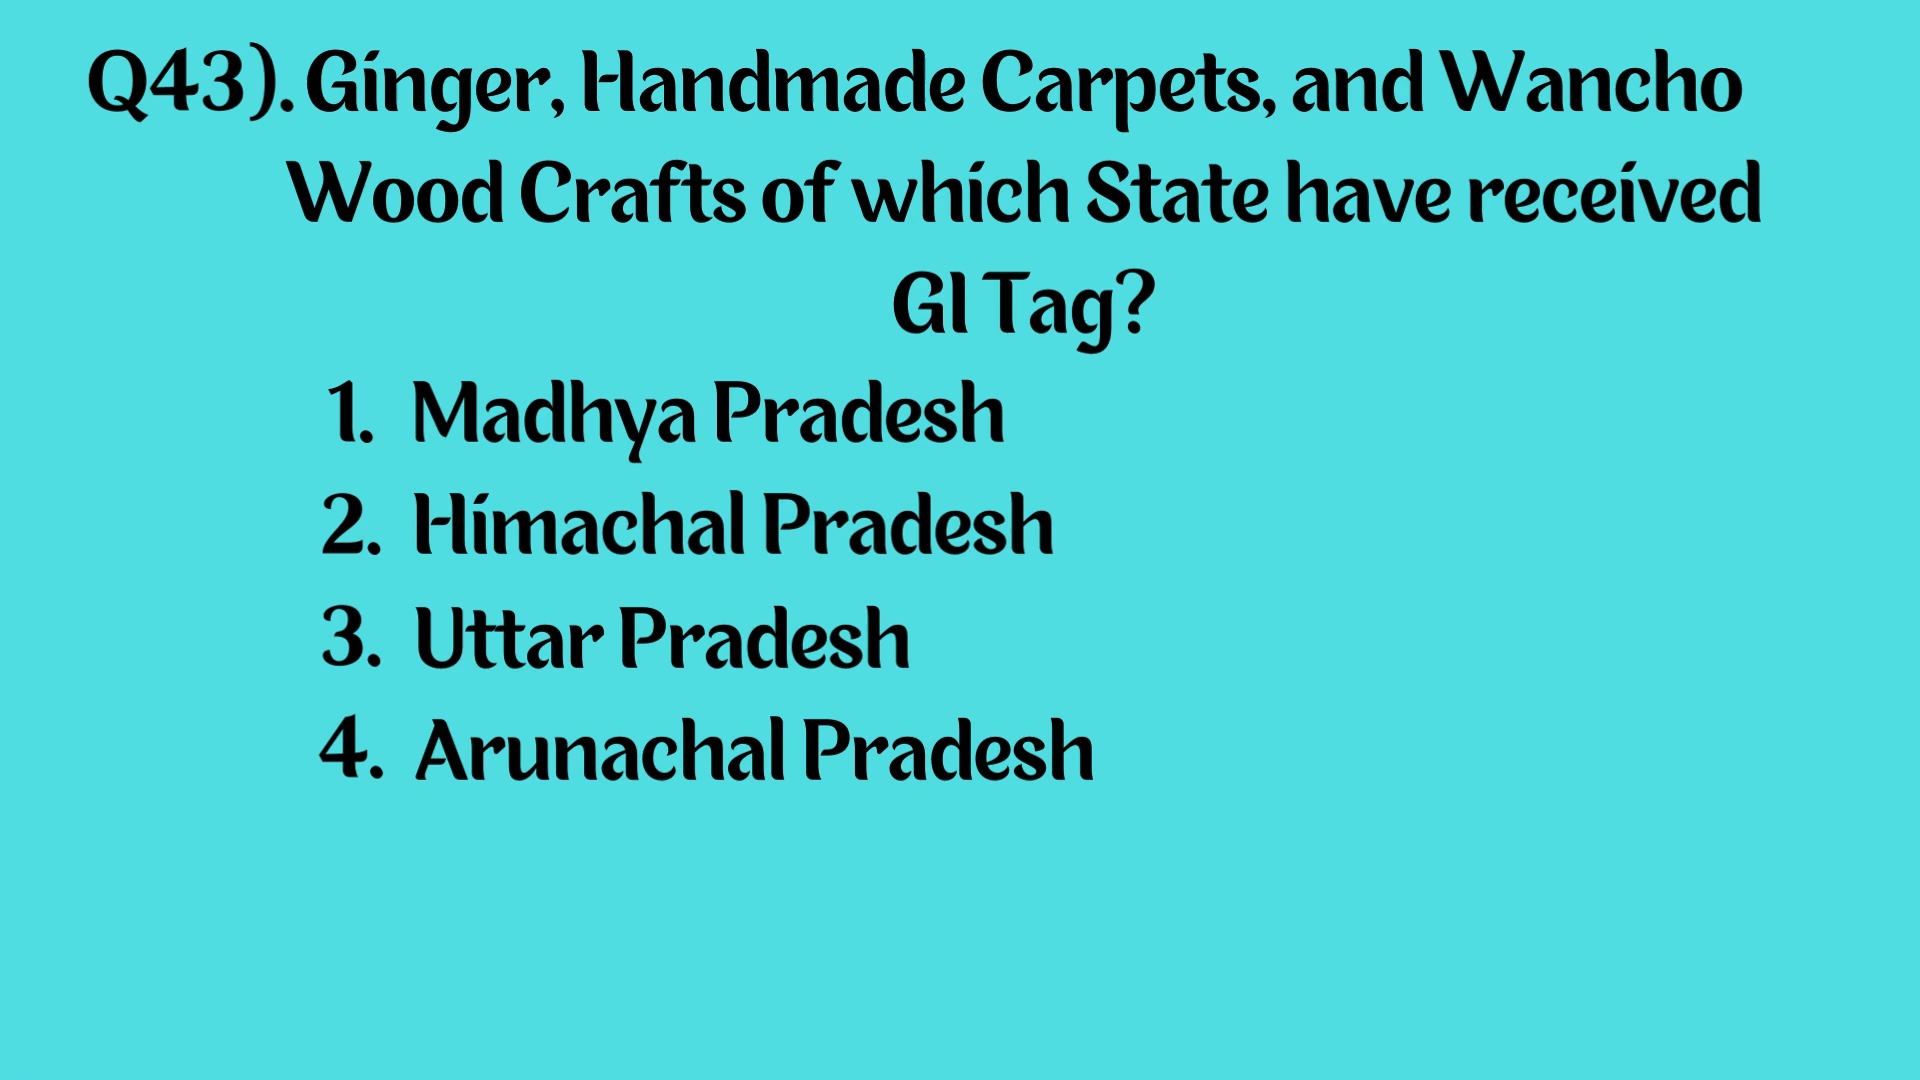 Q43). Ginger, Handmade Carpets, and Wancho
Wood Crafts of which State have received
GI Tag?
1. Madhya Pradesh
2. Himachal Pradesh
3. Uttar Pradesh
4. Arunachal Pradesh